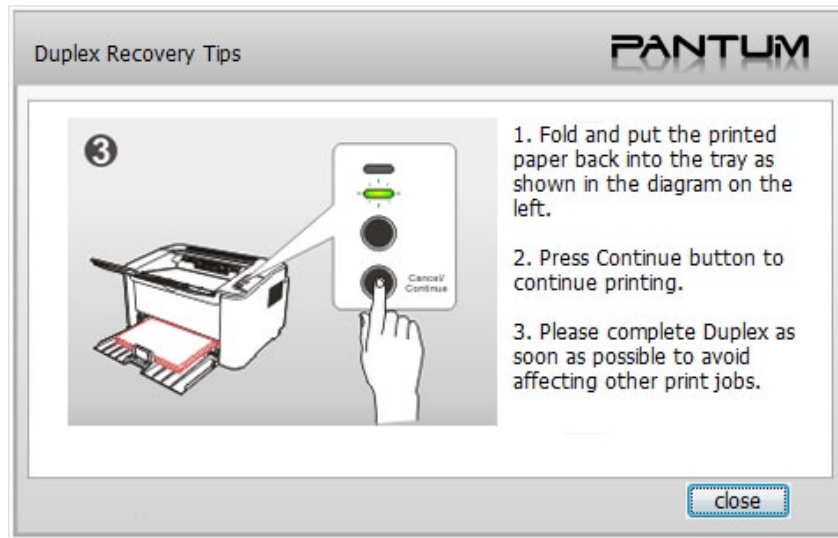 Duplex Recovery Tips
PANTUM
3
Cancel/
Continue
1. Fold and put the printed
paper back into the tray as
shown in the diagram on the
left.
2. Press Continue button to
continue printing.
3. Please complete Duplex as
soon as possible to avoid
affecting other print jobs.
close